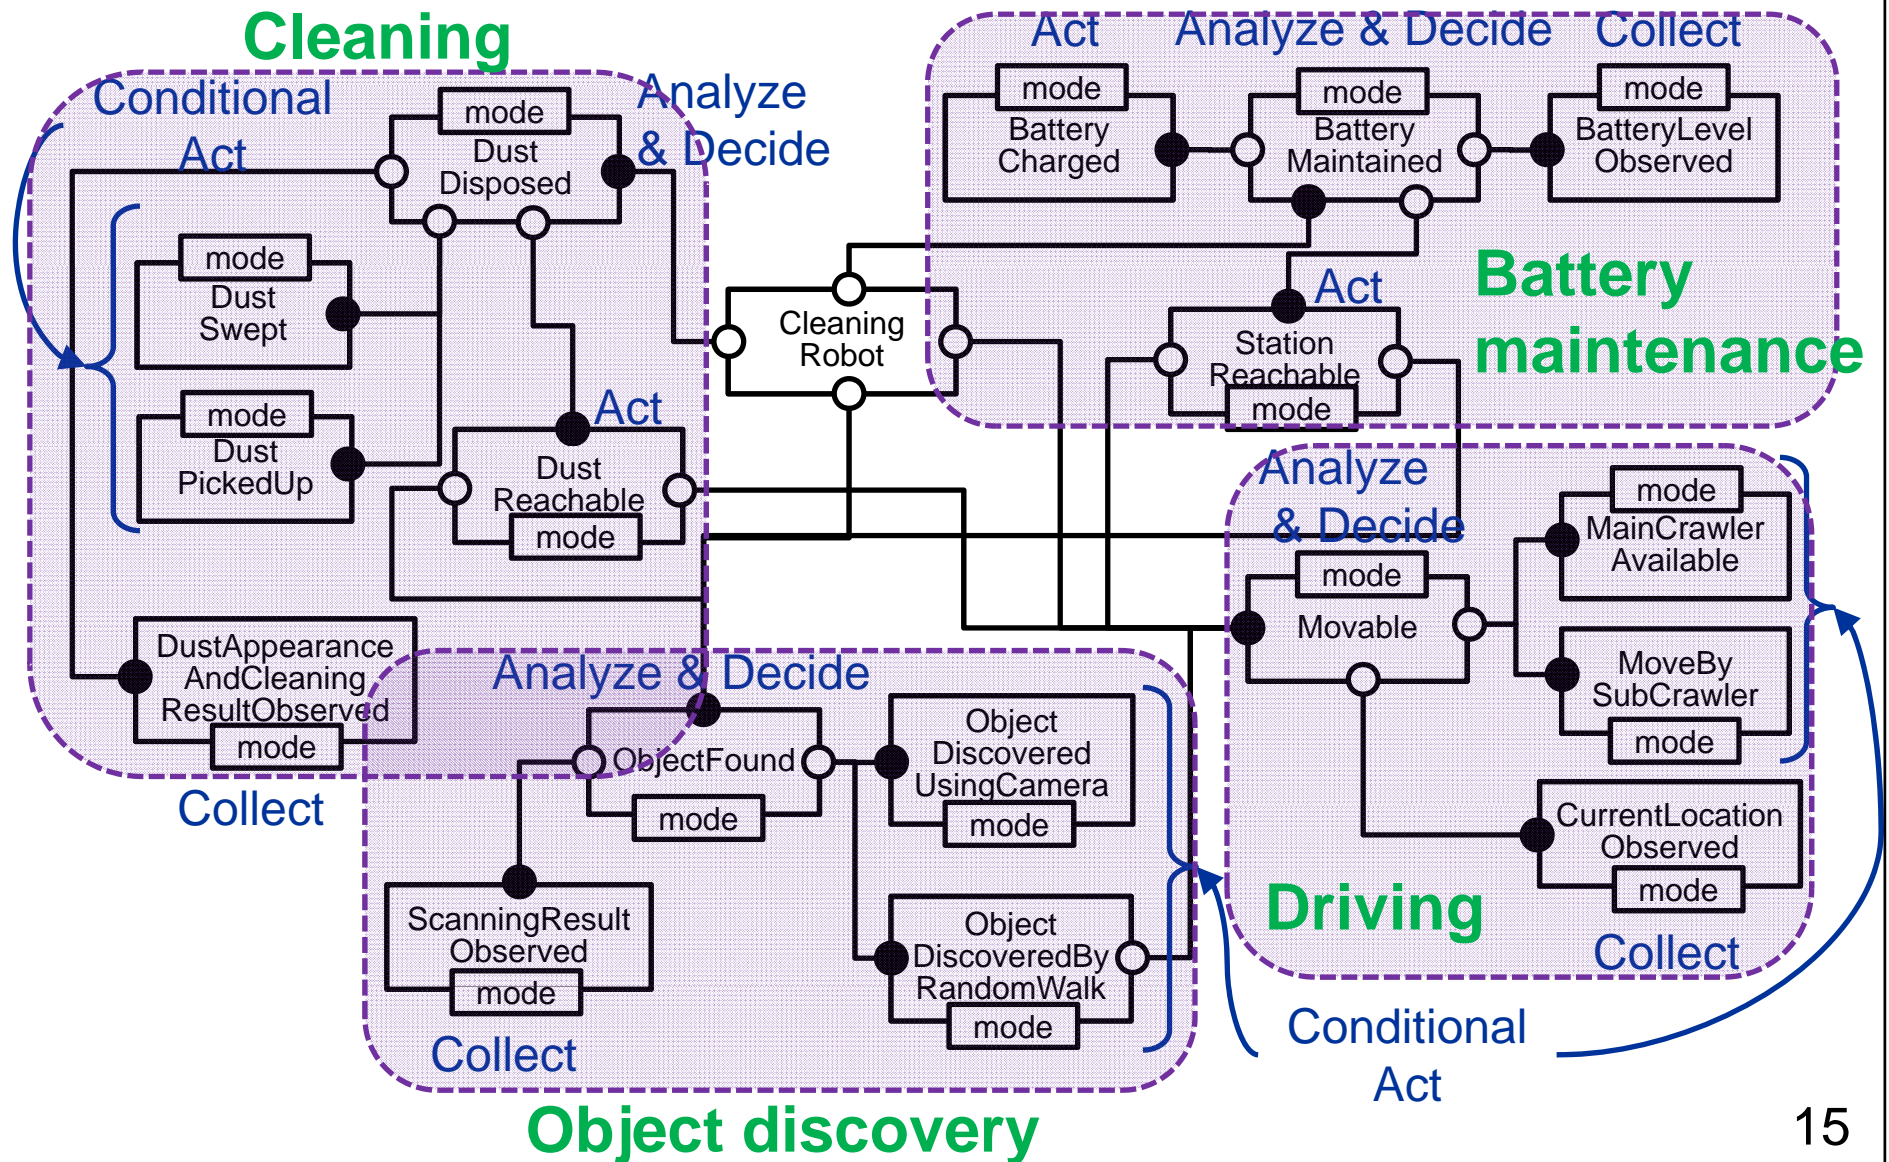 Cleaning
Conditional
Act
mode
Dust
Disposed
Analyze
& Decide
mode
Dust
Swept
mode
Dust
PickedUp
Act
Dust
Reachable
mode
DustAppearance
AndCleaning
ResultObserved
mode
Collect
Cleaning
Robot
Act
Analyze & Decide
Collect
mode
Battery
Charged
mode
Battery
Maintained
mode
BatteryLevel
Observed
Act
Station
Reachable
mode
Battery
maintenance
Analyze & Decide
ObjectFound
mode
Object
Discovered
UsingCamera
mode
ScanningResult
Observed
mode
Object
DiscoveredBy
RandomWalk
mode
Collect
Object discovery
Analyze
& Decide
mode
Movable
mode
MainCrawler
Available
MoveBy
SubCrawler
mode
CurrentLocation
Observed
mode
Driving
Collect
Conditional
Act
15